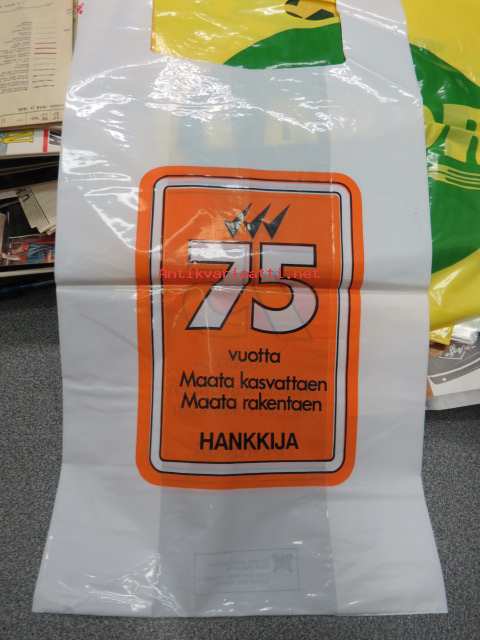 75
Antikvariaatti.net
vuotta
Maata kasvattaen
Maata rakentaen
HANKKIJA